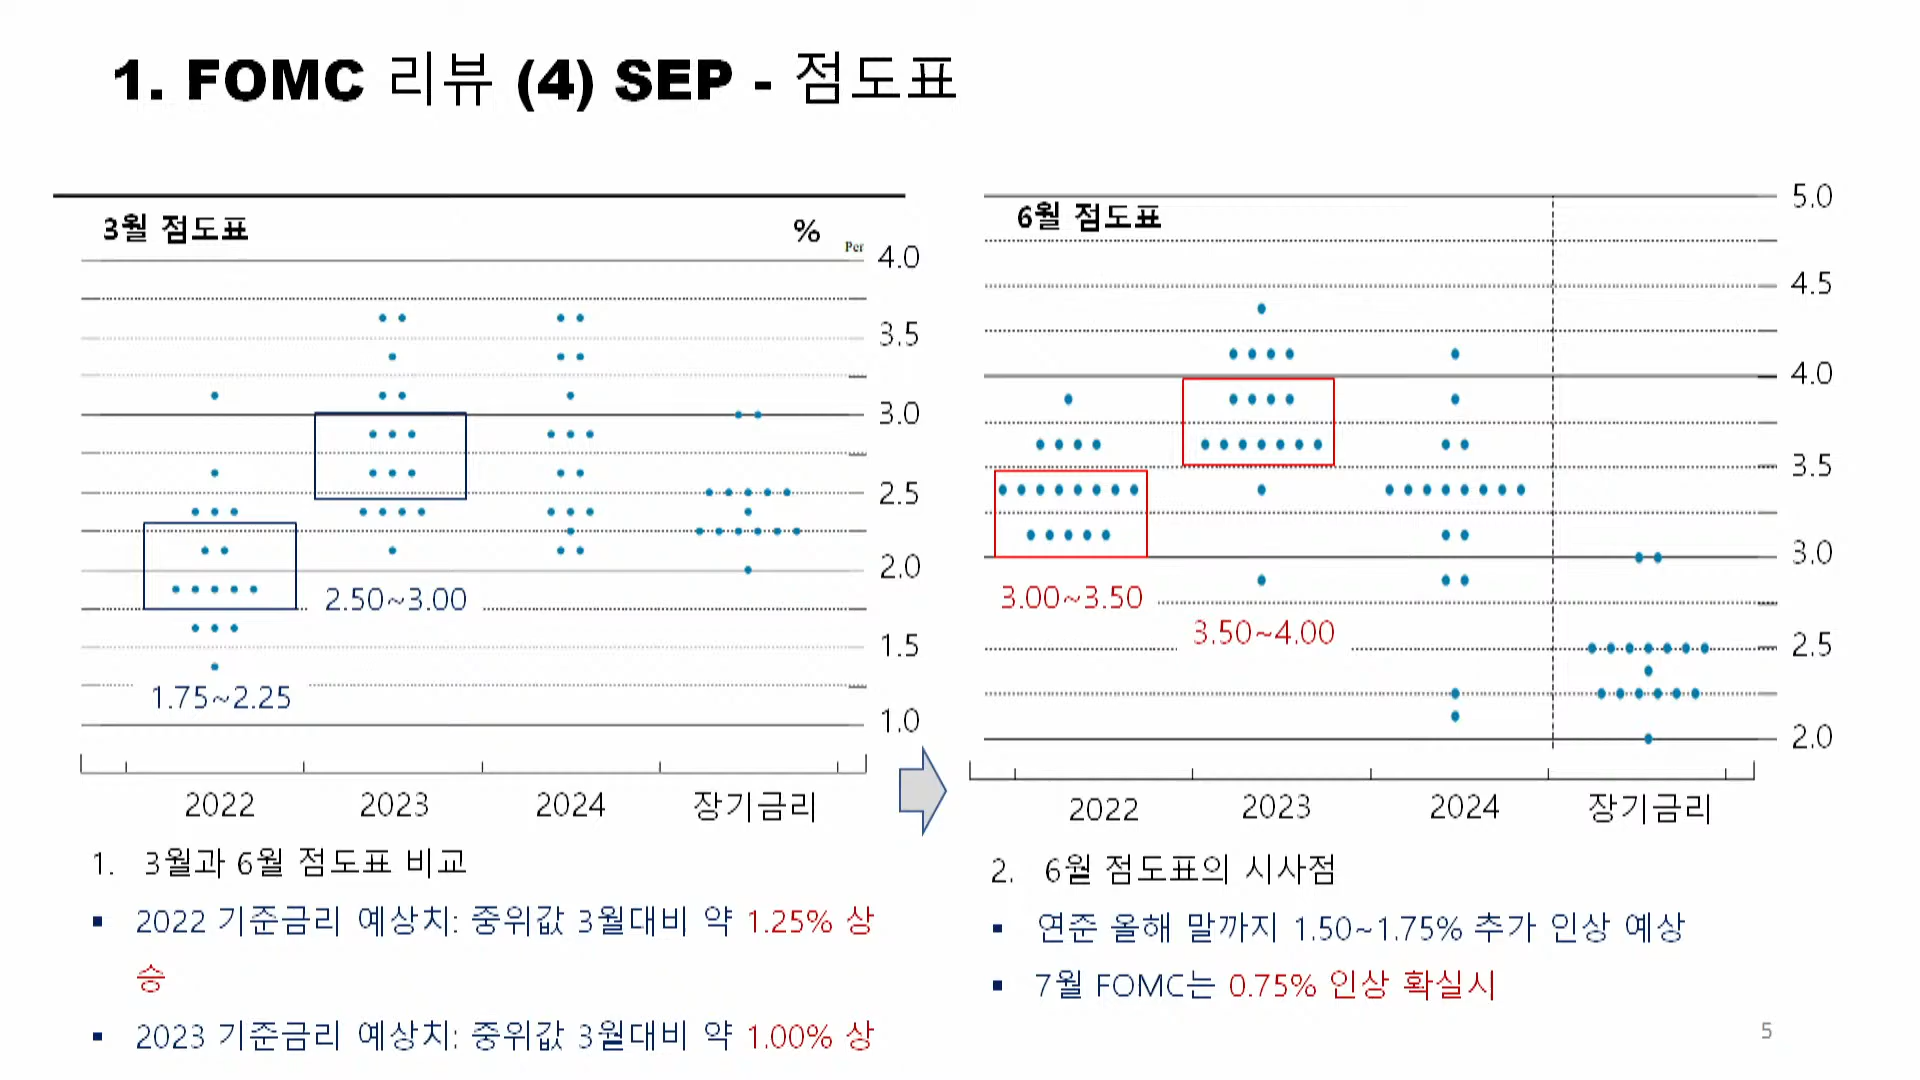 1. FOMC 리뷰 (4) SEP - 점도표
3월 점도표
%
Per
4.0
3.5
3.0
2.5
2.0
1.5
1.0
2.50~3.00
1.75~2.25
2022
2023
2024
장기금리
6월 점도표
5.0
4.5
4.0
3.5
3.0
2.5
2.0
3.00~3.50
3.50~4.00
2022
2023
2024
장기금리
1. 3월과 6월 점도표 비교
▪ 2022 기준금리 예상치: 중위값 3월대비 약 1.25% 상
승
▪ 2023 기준금리 예상치: 중위값 3월대비 약 1.00% 상
2. 6월 점도표의 시사점
▪ 연준 올해 말까지 1.50~1.75% 추가 인상 예상
▪ 7월 FOMC는 0.75% 인상 확실시
5